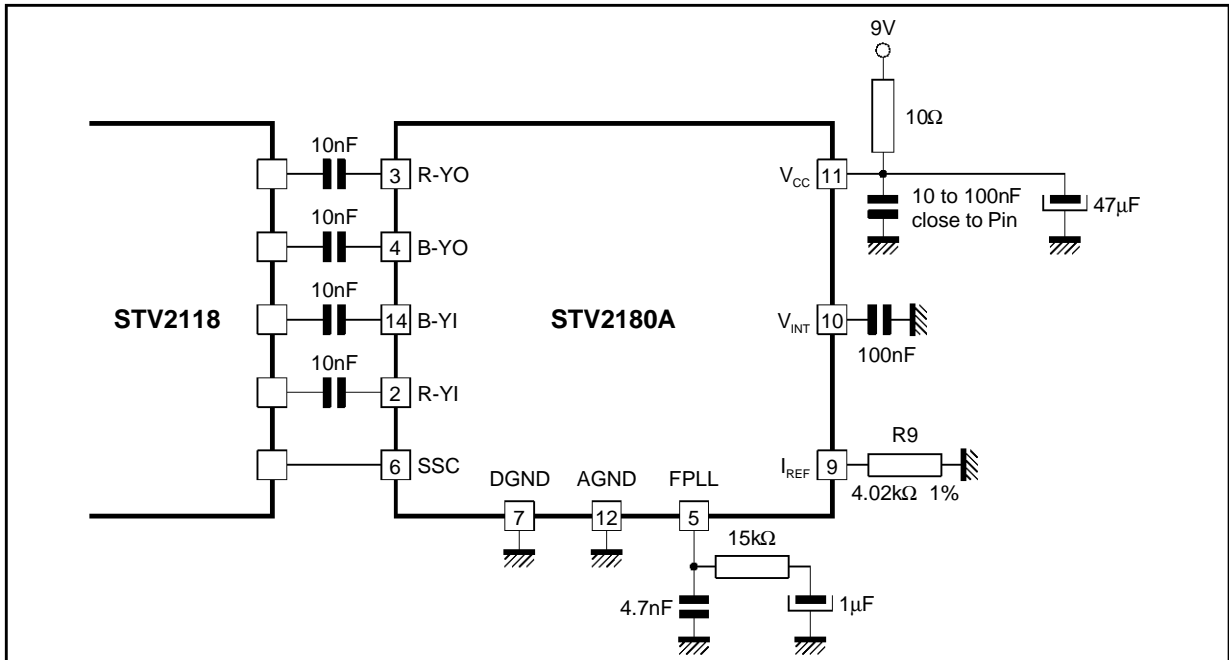 9V
10Ω
10nF
3 R-YO
V_CC 11
10 to 100nF
close to Pin
47µF
10nF
4 B-YO
10nF
STV2118
14 B-YI
STV2180A
V_INT 10
100nF
10nF
2 R-YI
R9
6 SSC
I_REF 9
4.02kΩ 1%
DGND AGND FPLL
7 12 5
15kΩ
4.7nF
1µF